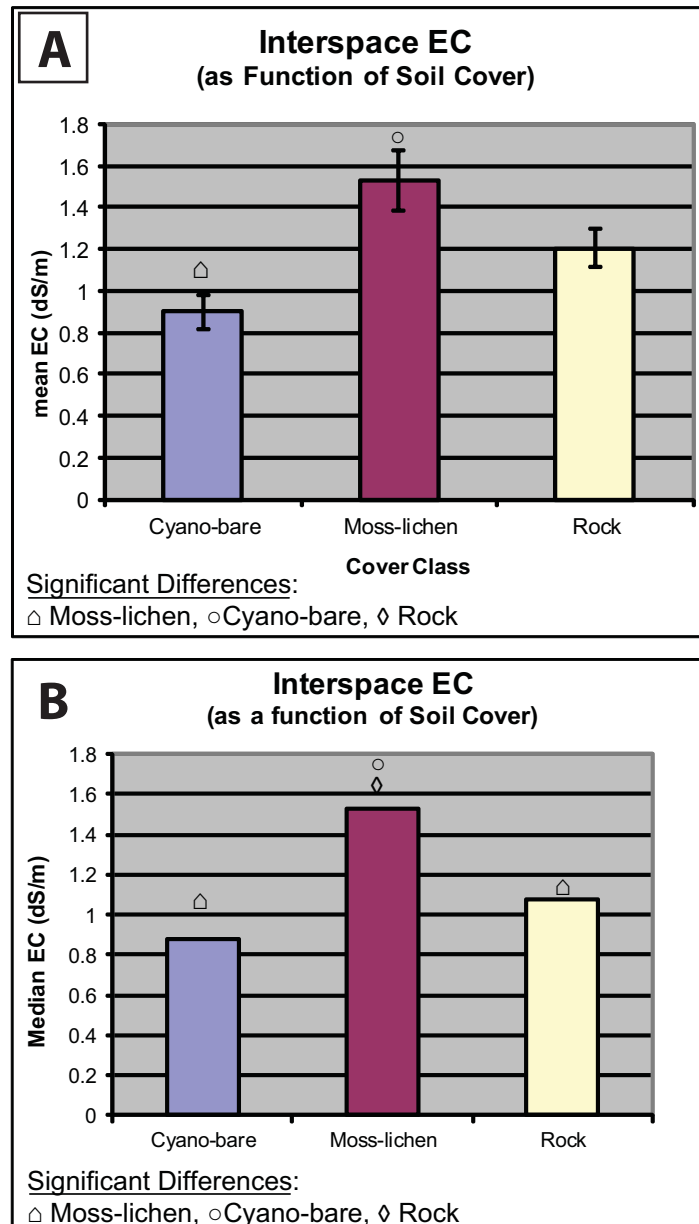 A
Interspace EC
(as Function of Soil Cover)
mean EC (dS/m)
1.8
1.6
1.4
1.2
1
0.8
0.6
0.4
0.2
0
⌂
○
Cyano-bare Moss-lichen Rock
Cover Class
Significant Differences:
⌂ Moss-lichen, ○Cyano-bare, ◊ Rock
B
Interspace EC
(as a function of Soil Cover)
Median EC (dS/m)
1.8
1.6
1.4
1.2
1
0.8
0.6
0.4
0.2
0
⌂
○
◊
⌂
Cyano-bare Moss-lichen Rock
Significant Differences:
⌂ Moss-lichen, ○Cyano-bare, ◊ Rock